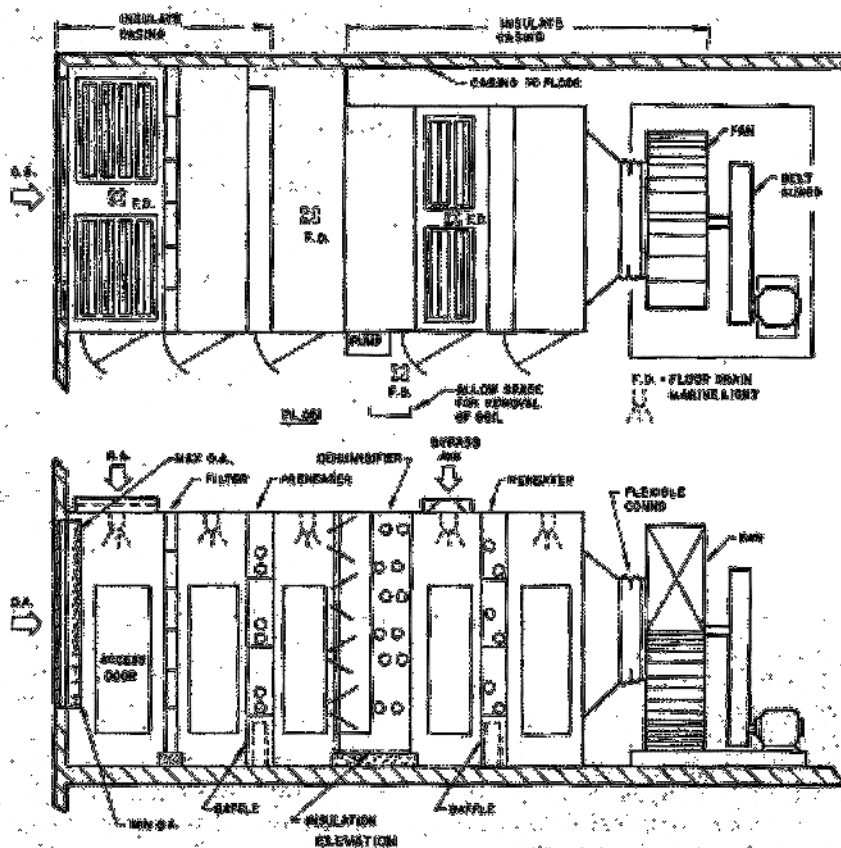 INSULATE
CASING
INSULATE
CASING
CASING TO FLOOR
FAN
O.A.
BELT
GUARD
F.D.
F.D.
F.D.
PUMP
F.D.
ALLOW SPACE
FOR REMOVAL
OF COIL
F.D. - FLOOR DRAIN
MARINE LIGHT
PLAN
R.A.
MAX O.A.
FILTER
PREHEATER
DEHUMIDIFIER
BYPASS
AIR
REHEATER
FLEXIBLE
CONN
FAN
O.A.
ACCESS
DOOR
MIN O.A.
BAFFLE
INSULATION
BAFFLE
ELEVATION